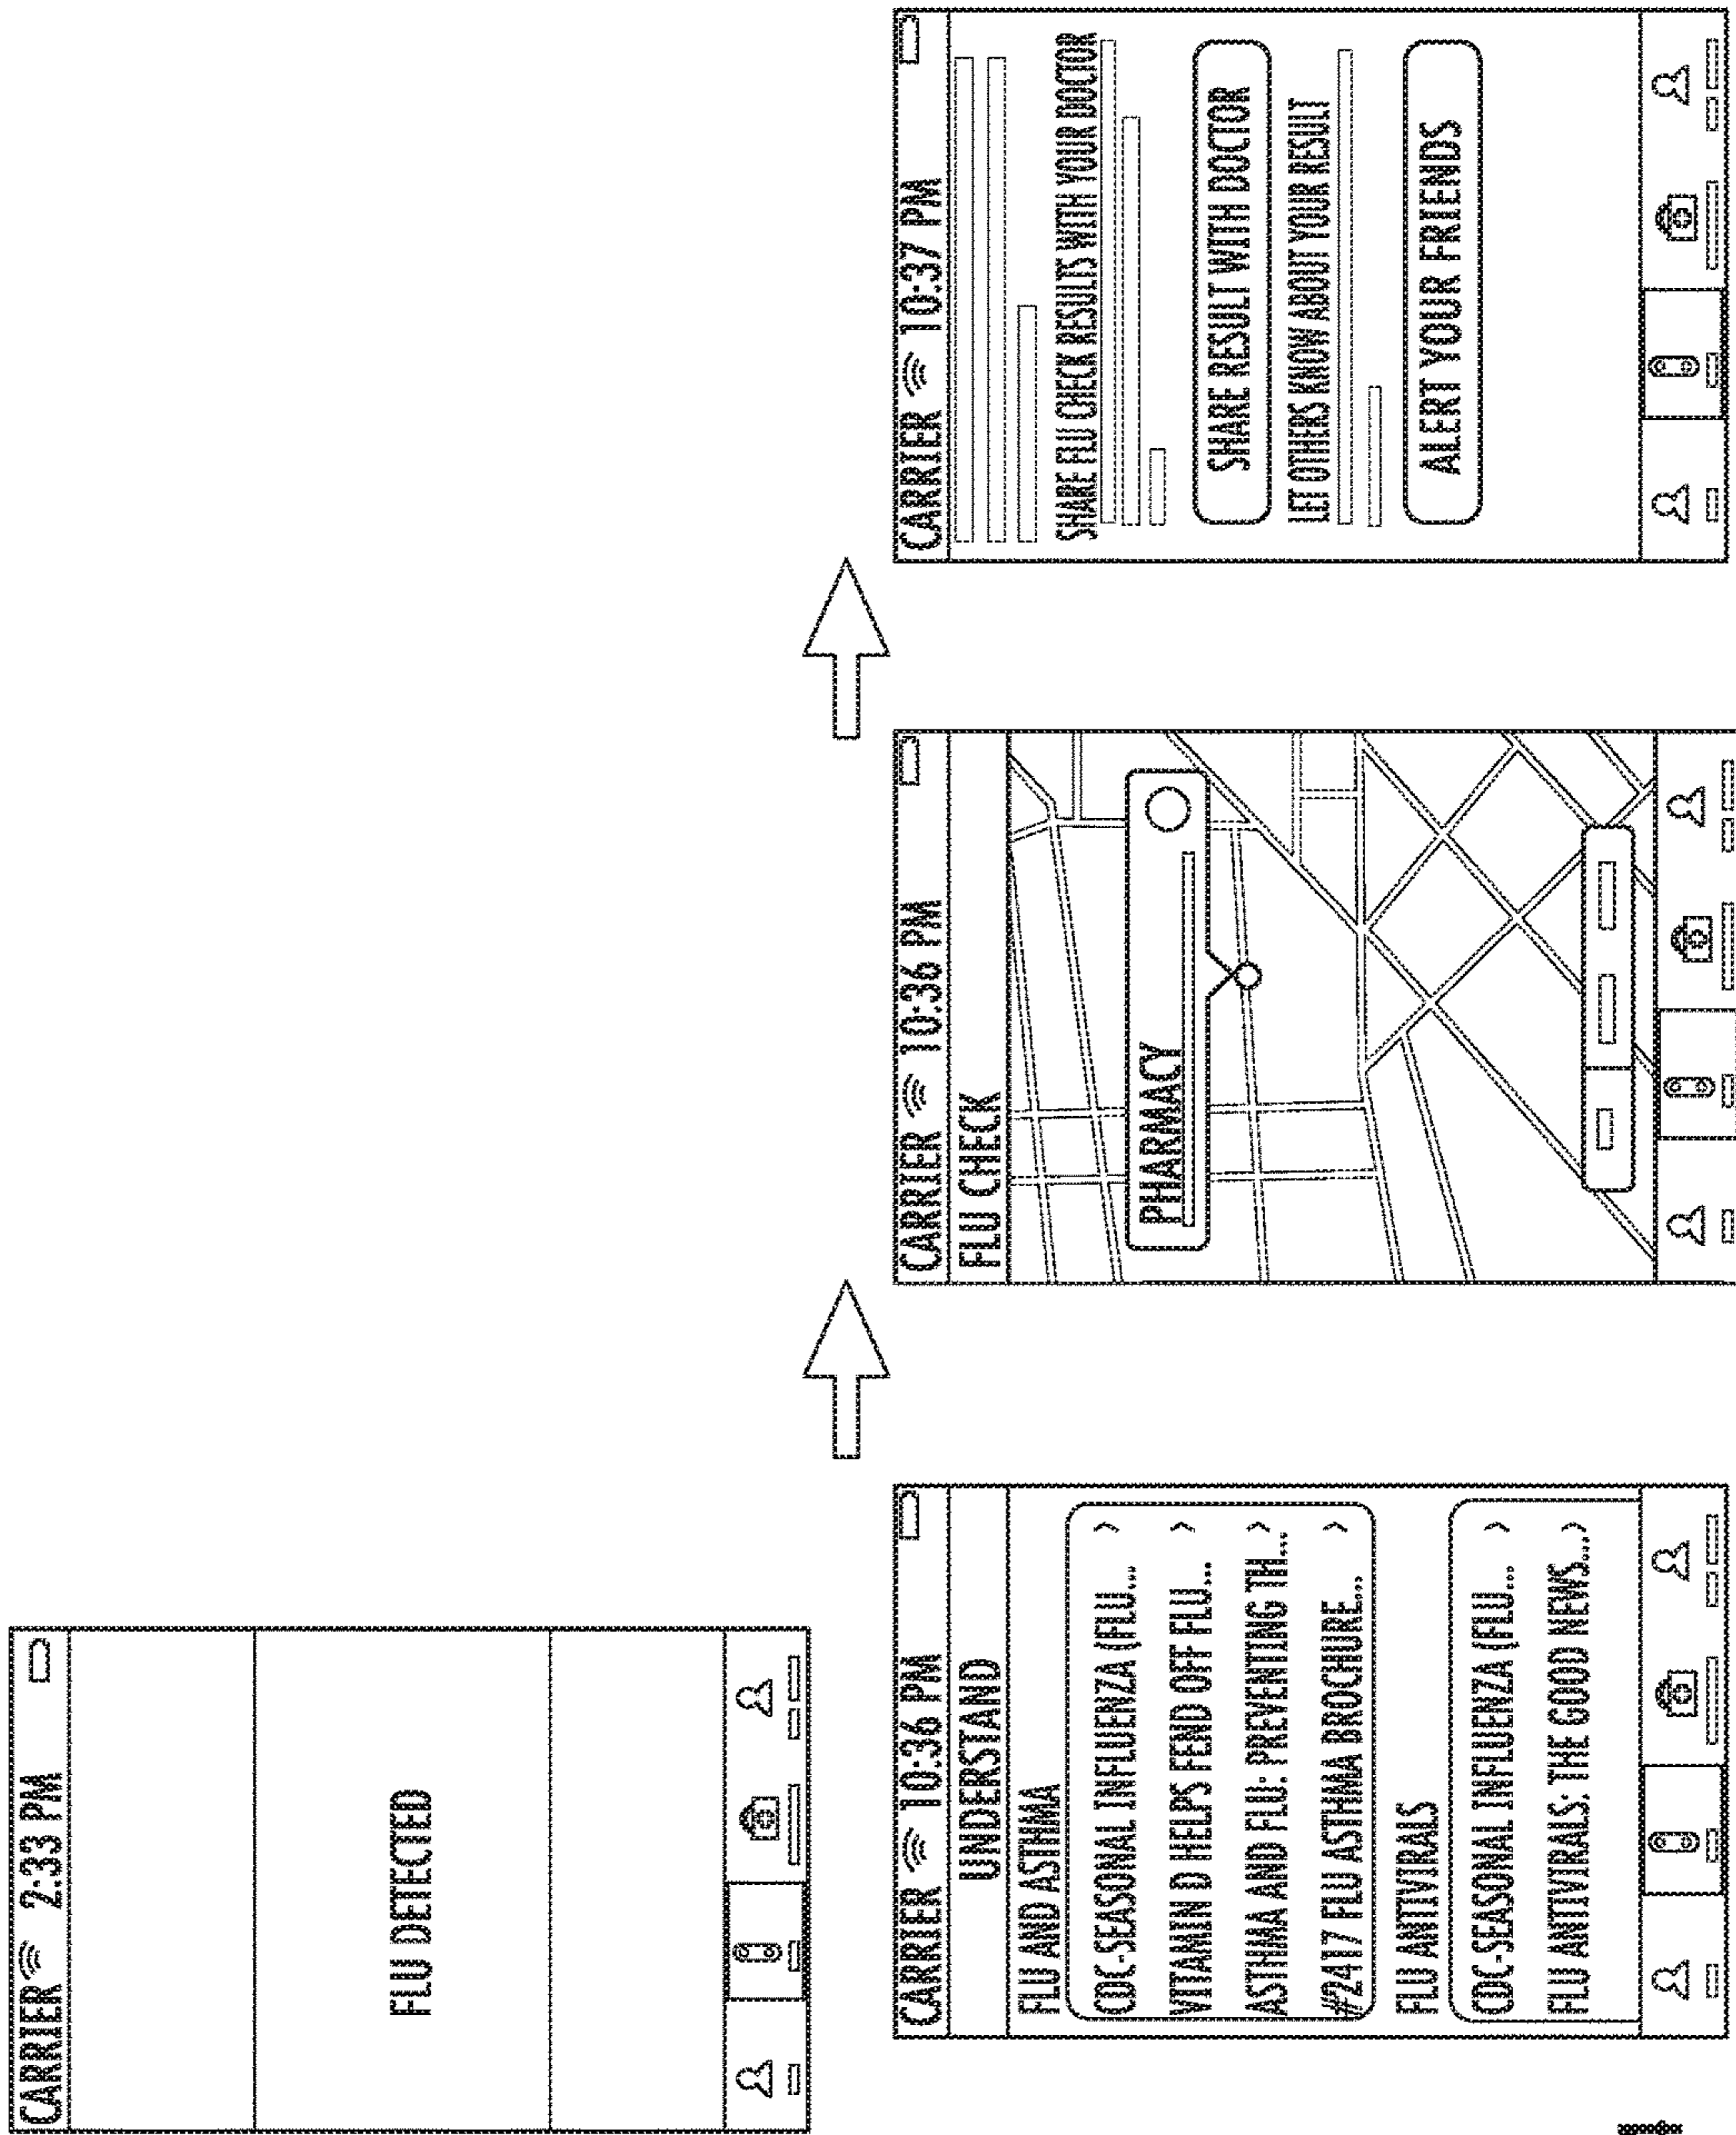 CARRIER 2:33 PM
FLU DETECTED
CARRIER 10:36 PM
UNDERSTAND
FLU AND ASTHMA
CDC-SEASONAL INFLUENZA (FLU...
VITAMIN D HELPS FEND OFF FLU...
ASTHMA AND FLU: PREVENTING TH...
#2417 FLU ASTHMA BROCHURE...
FLU ANTIVIRALS
CDC-SEASONAL INFLUENZA (FLU...
FLU ANTIVIRALS: THE GOOD NEWS...
CARRIER 10:36 PM
FLU CHECK
PHARMACY
CARRIER 10:37 PM
SHARE FLU CHECK RESULTS WITH YOUR DOCTOR
SHARE RESULT WITH DOCTOR
LET OTHERS KNOW ABOUT YOUR RESULT
ALERT YOUR FRIENDS